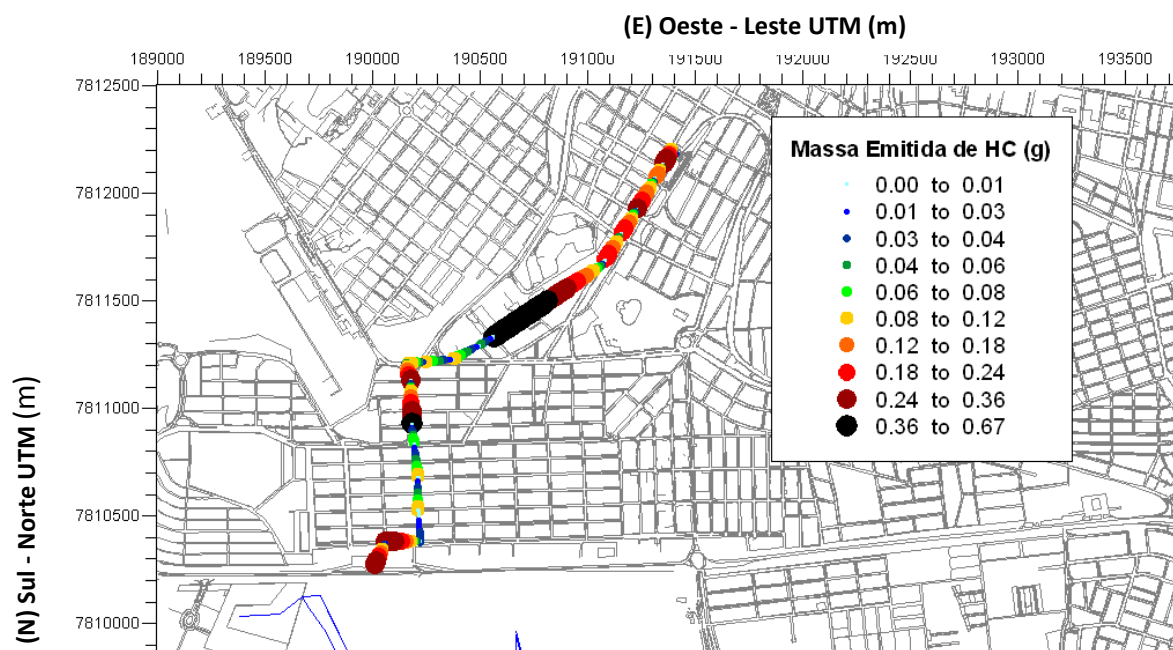 (E) Oeste - Leste UTM (m)
189000 189500 190000 190500 191000 191500 192000 192500 193000 193500
7812500
Massa Emitida de HC (g)
0.00 to 0.01
7812000
0.01 to 0.03
0.03 to 0.04
0.04 to 0.06
7811500
0.06 to 0.08
0.08 to 0.12
0.12 to 0.18
0.18 to 0.24
7811000
0.24 to 0.36
0.36 to 0.67
7810500
7810000
(N) Sul - Norte UTM (m)